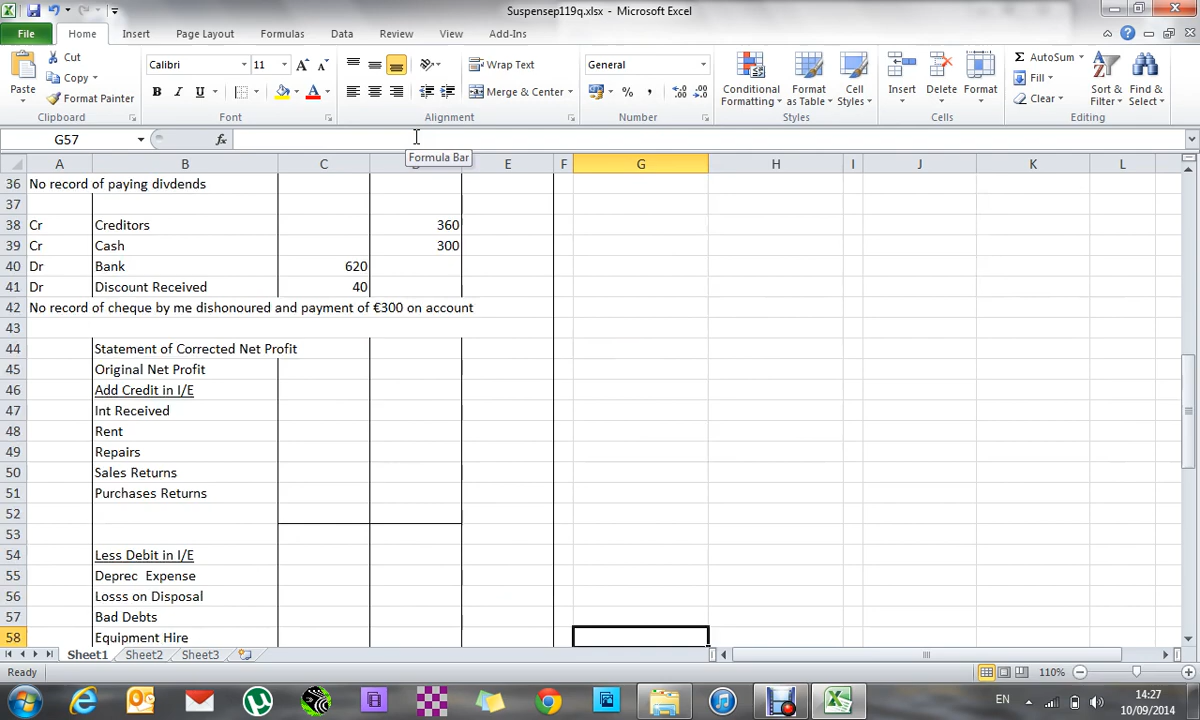 Suspensep119q.xlsx - Microsoft Excel
File Home Insert Page Layout Formulas Data Review View Add-Ins
Cut
Copy
Format Painter
Paste
Clipboard
Calibri 11
Font
Wrap Text
Merge & Center
Alignment
General
Number
Conditional Formatting
Format as Table
Cell Styles
Styles
Insert Delete Format
Cells
AutoSum
Fill
Clear
Sort & Filter
Find & Select
Editing
G57 fx
Formula Bar
A B C E F G H I J K L
36 No record of paying divdends
37
38 Cr Creditors 360
39 Cr Cash 300
40 Dr Bank 620
41 Dr Discount Received 40
42 No record of cheque by me dishonoured and payment of €300 on account
43
44 Statement of Corrected Net Profit
45 Original Net Profit
46 Add Credit in I/E
47 Int Received
48 Rent
49 Repairs
50 Sales Returns
51 Purchases Returns
52
53
54 Less Debit in I/E
55 Deprec Expense
56 Losss on Disposal
57 Bad Debts
58 Equipment Hire
Sheet1 Sheet2 Sheet3
Ready 110%
EN 14:27
10/09/2014